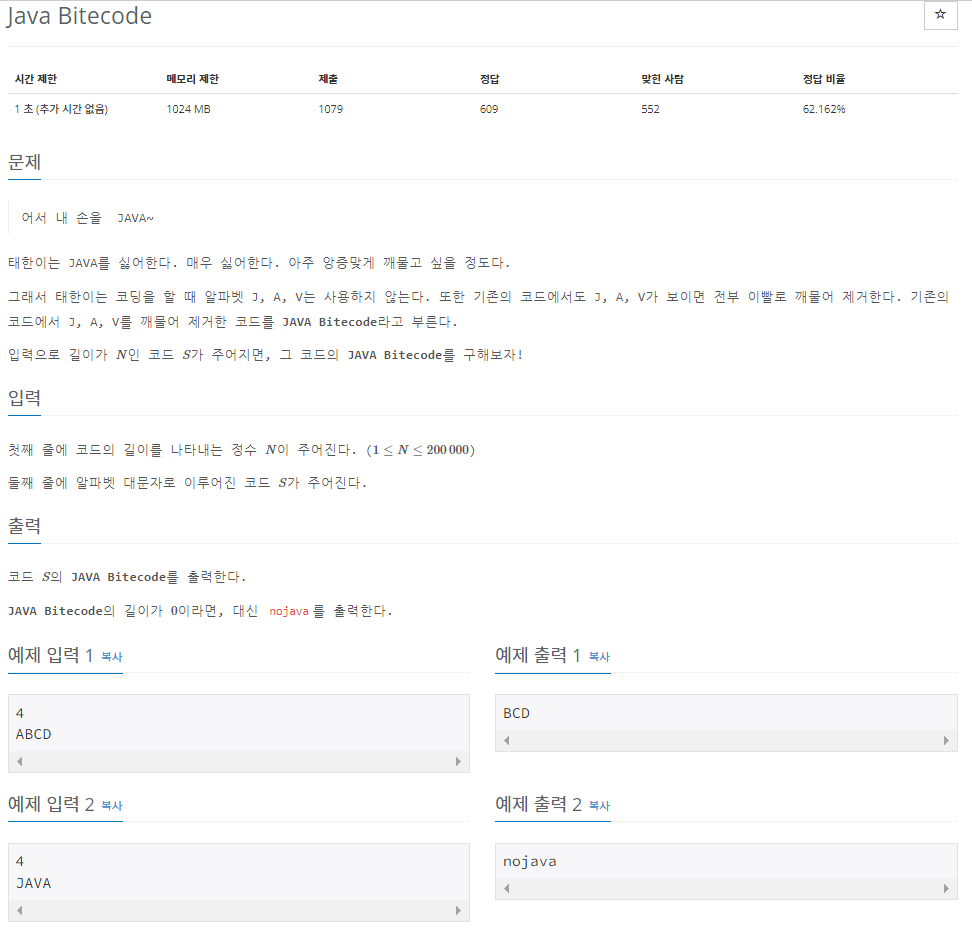 Java Bitecode
☆
시간 제한 메모리 제한 제출 정답 맞힌 사람 정답 비율
1 초 (추가 시간 없음) 1024 MB 1079 609 552 62.162%
문제
어서 내 손을 JAVA~
태한이는 JAVA를 싫어한다. 매우 싫어한다. 아주 앙증맞게 깨물고 싶을 정도다.
그래서 태한이는 코딩을 할 때 알파벳 J, A, V는 사용하지 않는다. 또한 기존의 코드에서도 J, A, V가 보이면 전부 이빨로 깨물어 제거한다. 기존의
코드에서 J, A, V를 깨물어 제거한 코드를 JAVA Bitecode라고 부른다.
입력으로 길이가 N인 코드 S가 주어지면, 그 코드의 JAVA Bitecode를 구해보자!
입력
첫째 줄에 코드의 길이를 나타내는 정수 N이 주어진다. (1 ≤ N ≤ 200 000)
둘째 줄에 알파벳 대문자로 이루어진 코드 S가 주어진다.
출력
코드 S의 JAVA Bitecode를 출력한다.
JAVA Bitecode의 길이가 0이라면, 대신 nojava 를 출력한다.
예제 입력 1 복사
4
ABCD
예제 출력 1 복사
BCD
예제 입력 2 복사
4
JAVA
예제 출력 2 복사
nojava